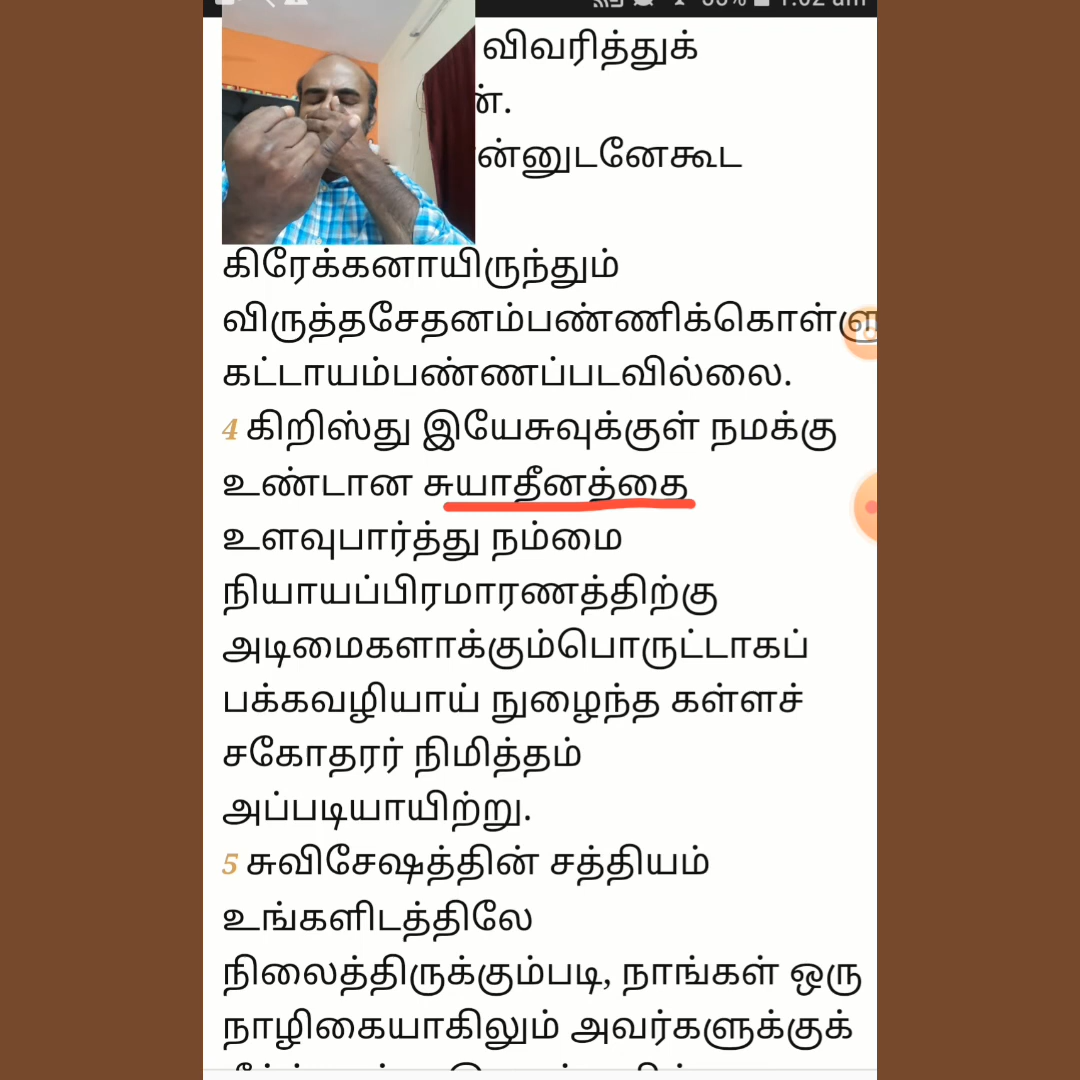 விவரித்துக்
ன்னுடனேகூட
கிரேக்கனாயிருந்தும்
விருத்தசேதனம்பண்ணிக்கொள்ளு
கட்டாயம்பண்ணப்படவில்லை.
4 கிறிஸ்து இயேசுவுக்குள் நமக்கு
உண்டான சுயாதீனத்தை
உளவுபார்த்து நம்மை
நியாயப்பிரமாரணத்திற்கு
அடிமைகளாக்கும்பொருட்டாகப்
பக்கவழியாய் நுழைந்த கள்ளச்
சகோதரர் நிமித்தம்
அப்படியாயிற்று.
5 சுவிசேஷத்தின் சத்தியம்
உங்களிடத்திலே
நிலைத்திருக்கும்படி, நாங்கள் ஒரு
நாழிகையாகிலும் அவர்களுக்குக்